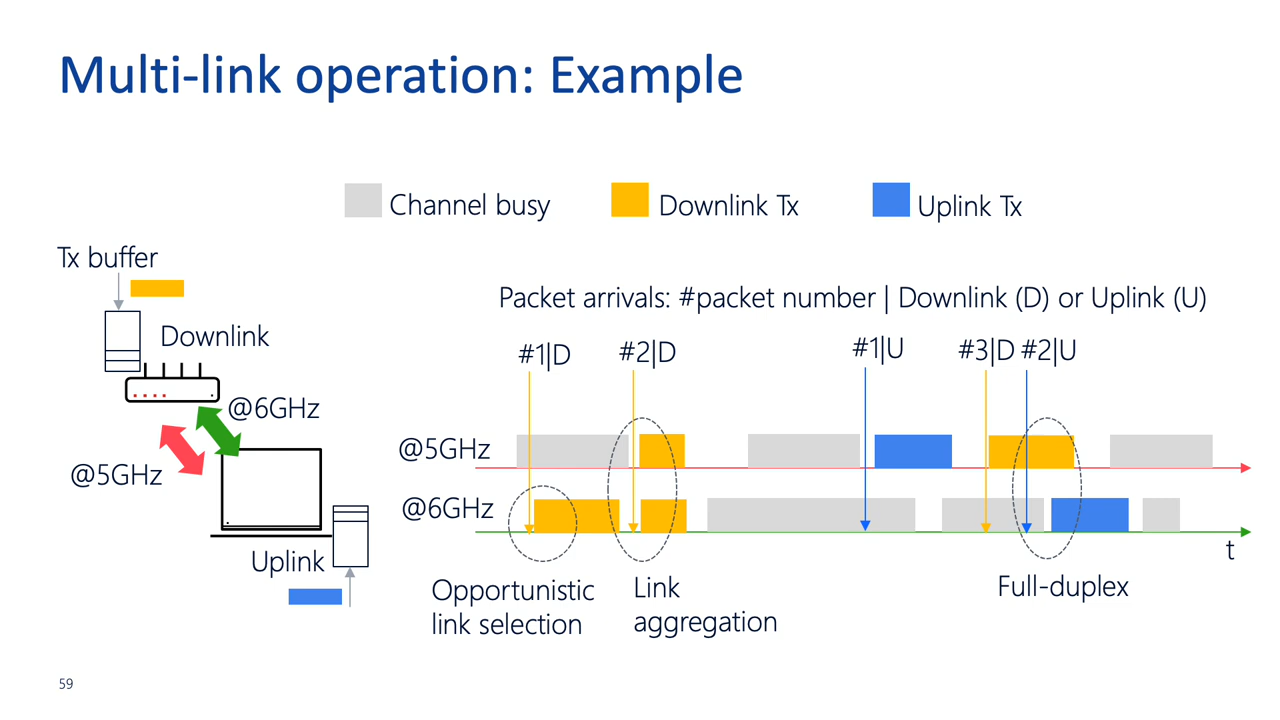 Multi-link operation: Example
Channel busy
Downlink Tx
Uplink Tx
Tx buffer
Downlink
@6GHz
@5GHz
Uplink
Packet arrivals: #packet number | Downlink (D) or Uplink (U)
#1|D
#2|D
#1|U
#3|D
#2|U
@5GHz
@6GHz
t
Opportunistic
link selection
Link
aggregation
Full-duplex
59